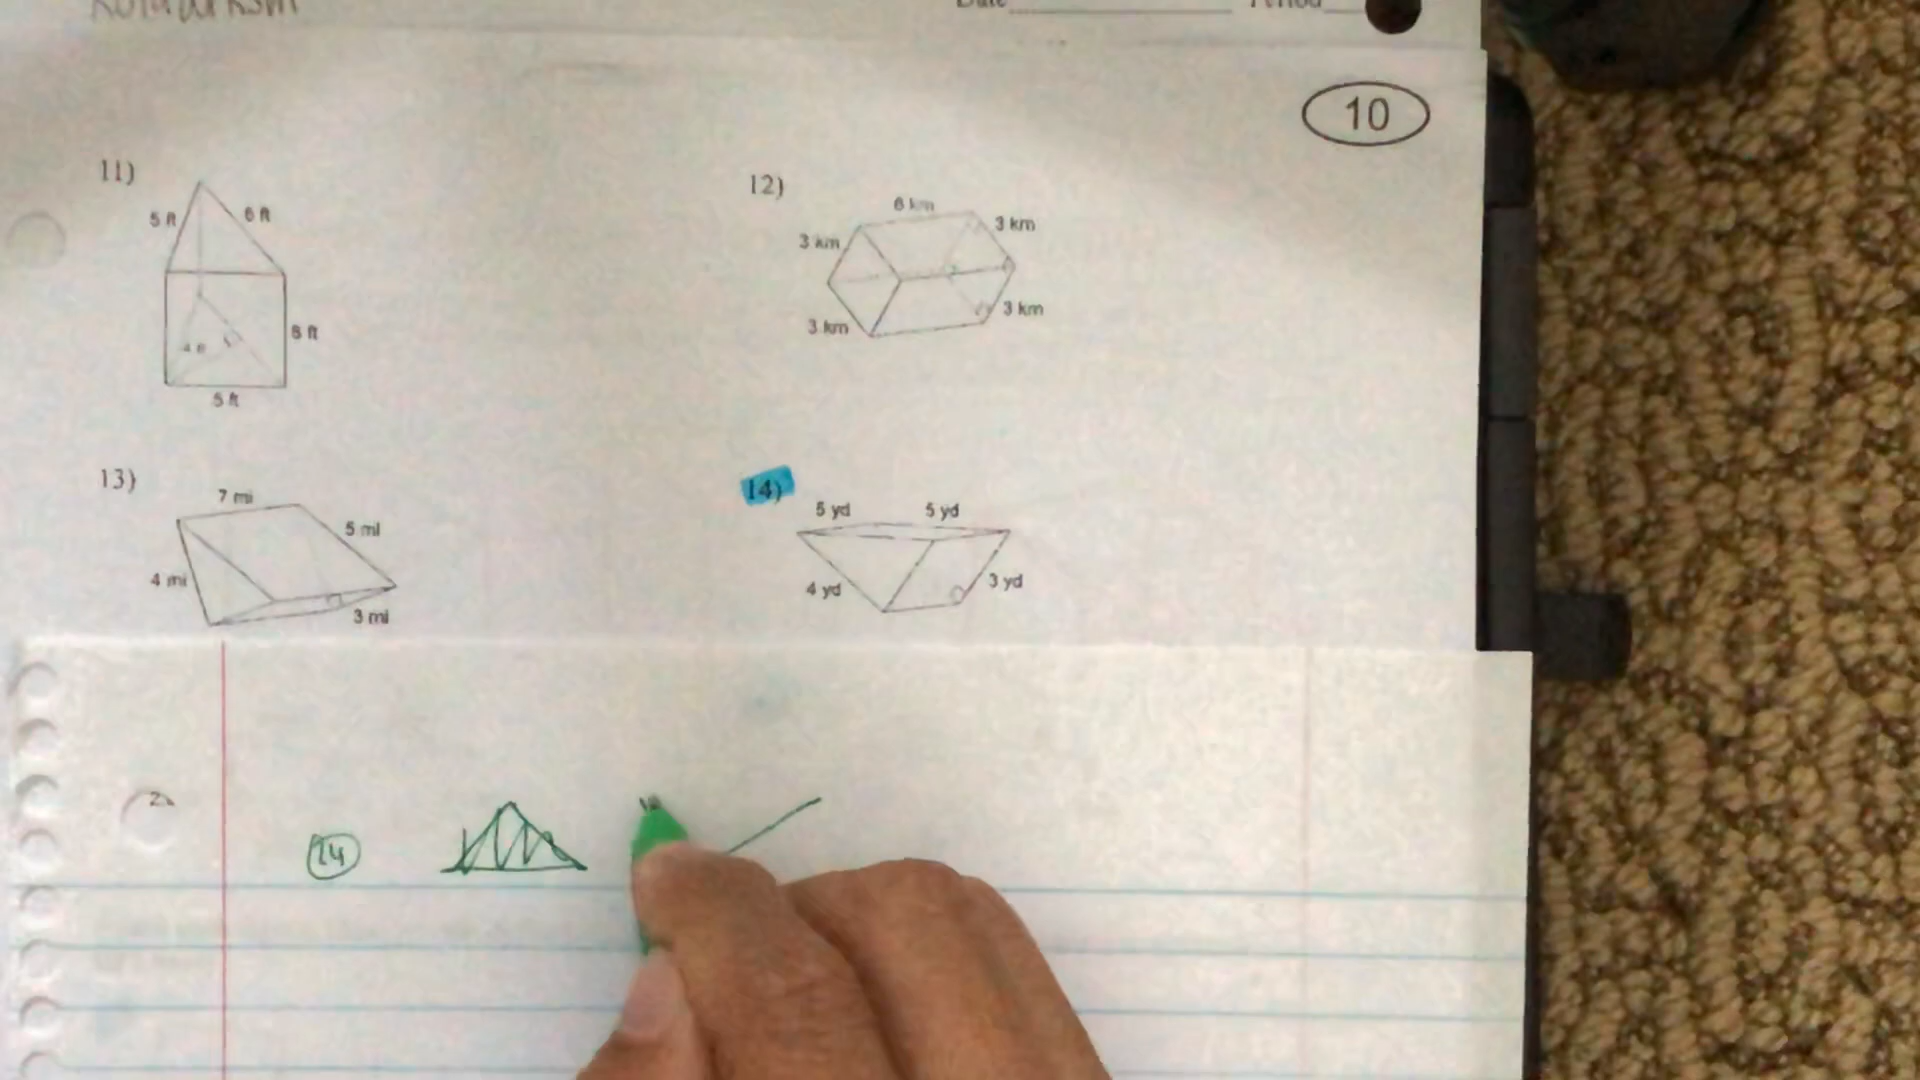 Date Period
10
11)
5 ft
6 ft
8 ft
5 ft
12)
6 km
3 km
3 km
3 km
3 km
13)
7 mi
5 mi
4 mi
3 mi
14)
5 yd
5 yd
4 yd
3 yd
14